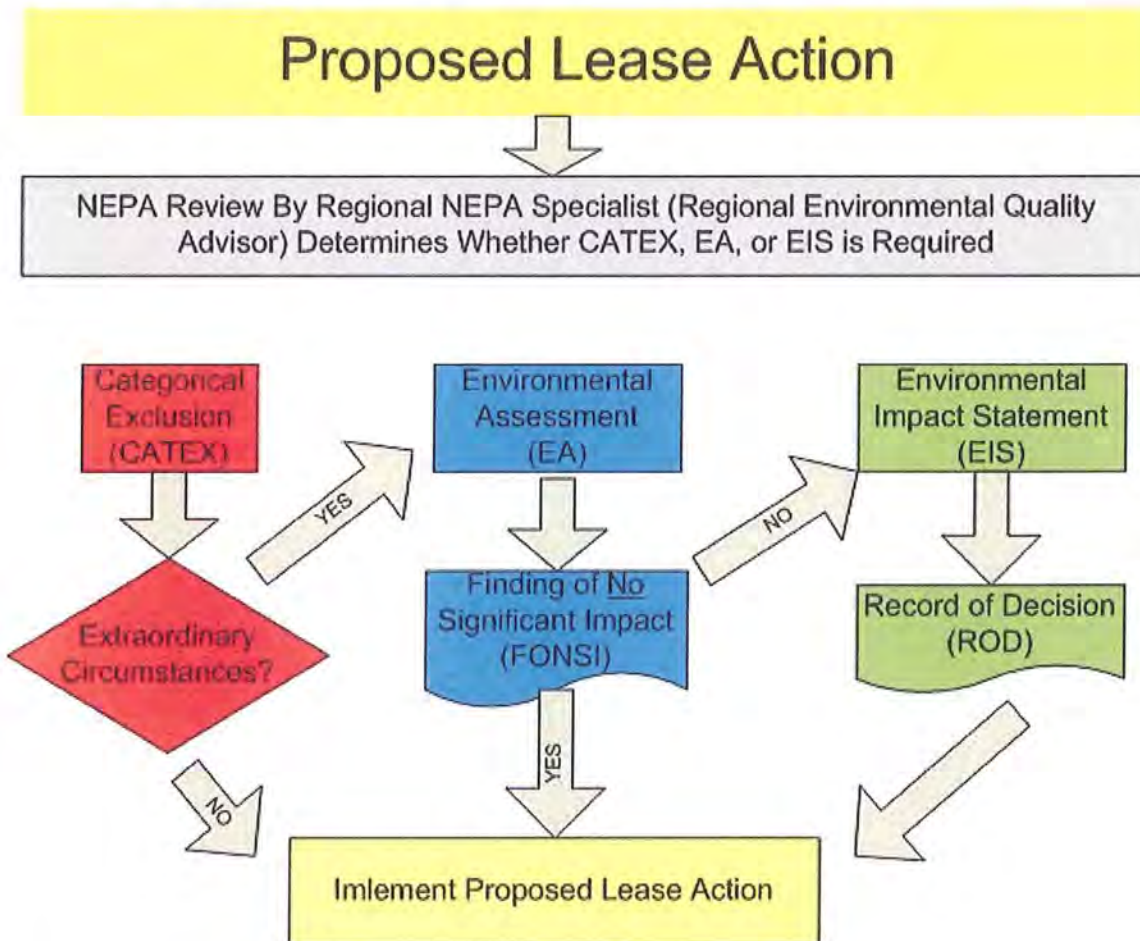 Proposed Lease Action
NEPA Review By Regional NEPA Specialist (Regional Environmental Quality
Advisor) Determines Whether CATEX, EA, or EIS is Required
Categorical
Exclusion
(CATEX)
Environmental
Assessment
(EA)
Environmental
Impact Statement
(EIS)
YES
NO
Extraordinary
Circumstances?
Finding of No
Significant Impact
(FONSI)
Record of Decision
(ROD)
NO
YES
Imlement Proposed Lease Action